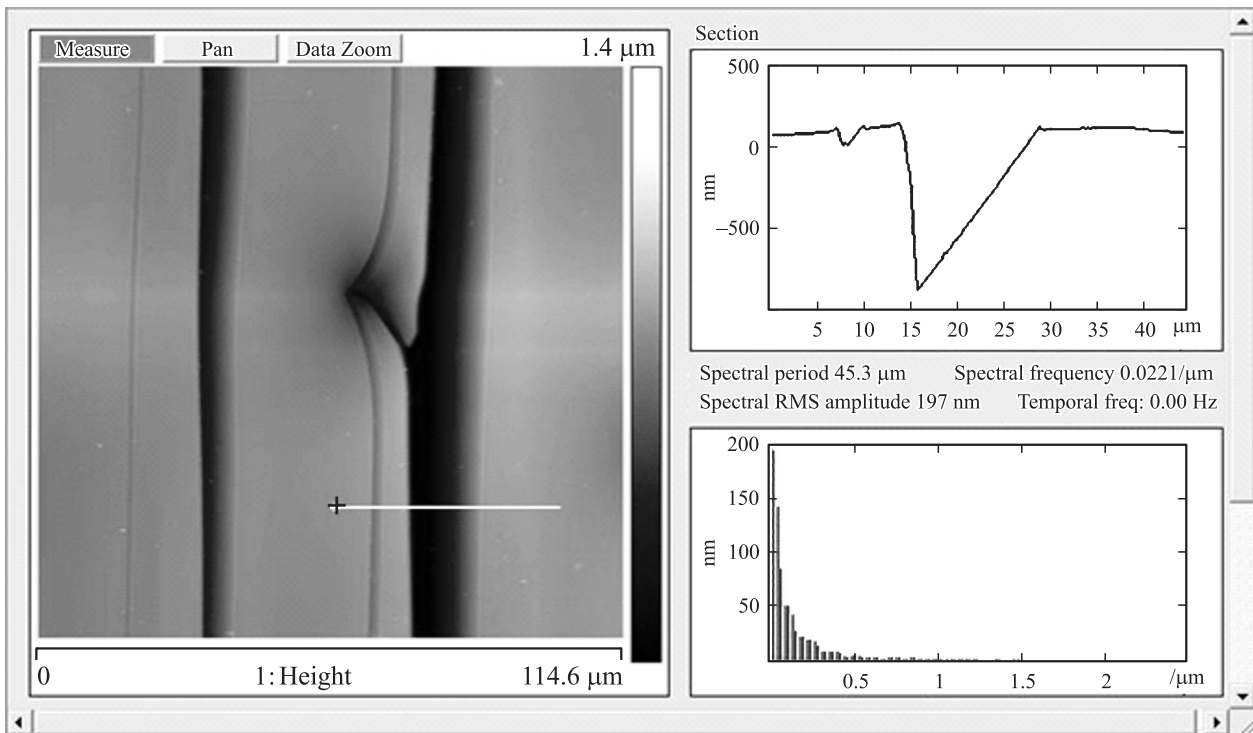 Measure Pan Data Zoom 1.4 μm
0 1: Height 114.6 μm
Section
500
0
–500
nm
5 10 15 20 25 30 35 40 μm
Spectral period 45.3 μm Spectral frequency 0.0221/μm
Spectral RMS amplitude 197 nm Temporal freq: 0.00 Hz
200
150
100
50
nm
0.5 1 1.5 2 /μm